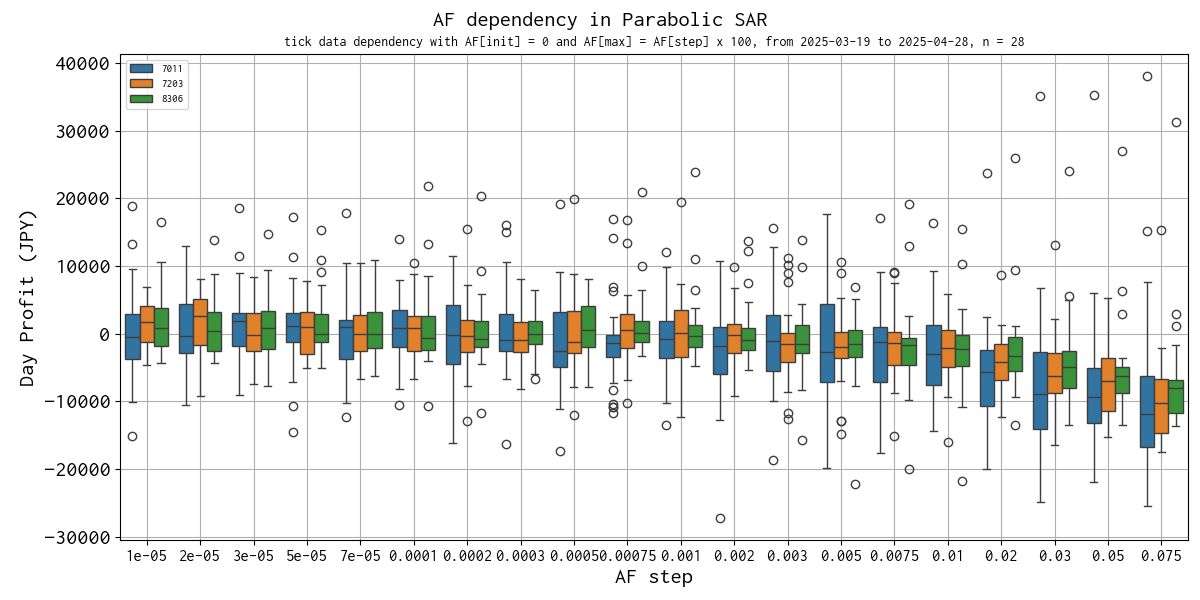 AF dependency in Parabolic SAR
tick data dependency with AF[init] = 0 and AF[max] = AF[step] x 100, from 2025-03-19 to 2025-04-28, n = 28
7011
7203
8306
Day Profit (JPY)
40000
30000
20000
10000
0
−10000
−20000
−30000
1e-05 2e-05 3e-05 5e-05 7e-05 0.0001 0.0002 0.0003 0.0005 0.00075 0.001 0.002 0.003 0.005 0.0075 0.01 0.02 0.03 0.05 0.075
AF step